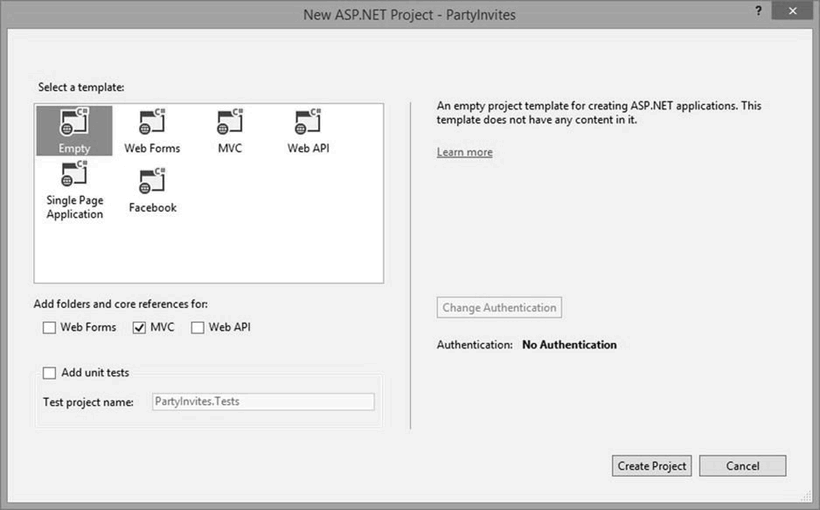 New ASP.NET Project - PartyInvites
?
x
Select a template:
C#
C#
C#
C#
Empty
Web Forms
MVC
Web API
C#
C#
Single Page
Application
Facebook
An empty project template for creating ASP.NET applications. This
template does not have any content in it.
Learn more
Add folders and core references for:
Web Forms
MVC
Web API
Add unit tests
Test project name:
PartyInvites.Tests
Change Authentication
Authentication: No Authentication
Create Project
Cancel